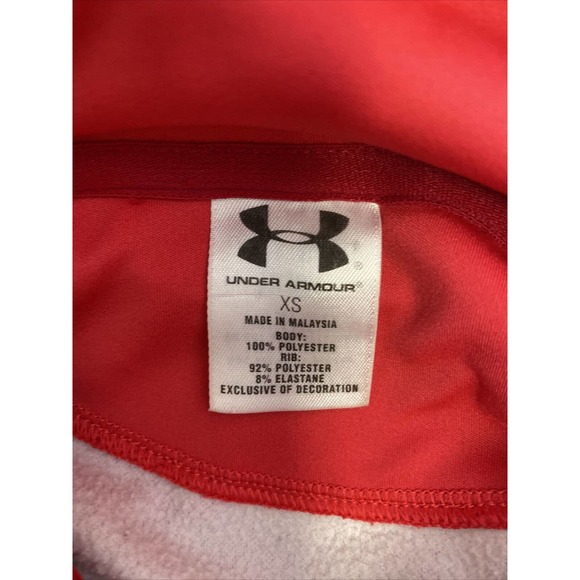 UNDER ARMOUR®
XS
MADE IN MALAYSIA
BODY:
100% POLYESTER
RIB:
92% POLYESTER
8% ELASTANE
EXCLUSIVE OF DECORATION